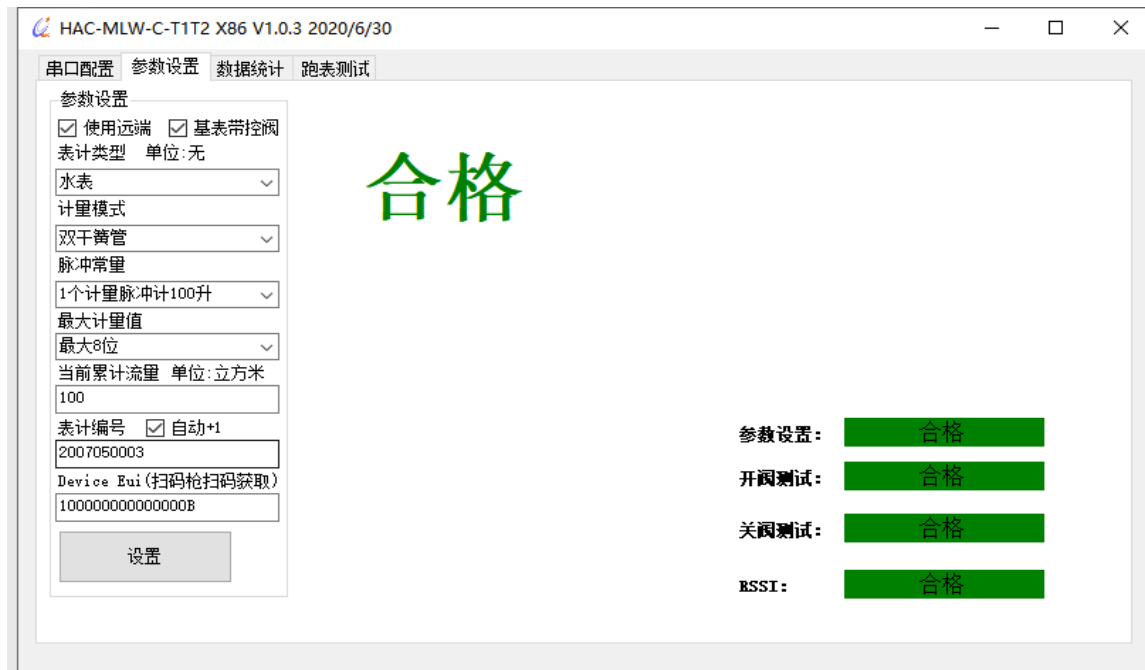 HAC-MLW-C-T1T2 X86 V1.0.3 2020/6/30
串口配置 参数设置 数据统计 跑表测试
参数设置
使用远端 基表带控阀
表计类型 单位:无
水表
计量模式
双干簧管
脉冲常量
1个计量脉冲计100升
最大计量值
最大8位
当前累计流量 单位:立方米
100
表计编号 自动+1
2007050003
Device Eui(扫码枪扫码获取)
100000000000000B
设置
合格
参数设置: 合格
开阀测试: 合格
关阀测试: 合格
RSSI: 合格